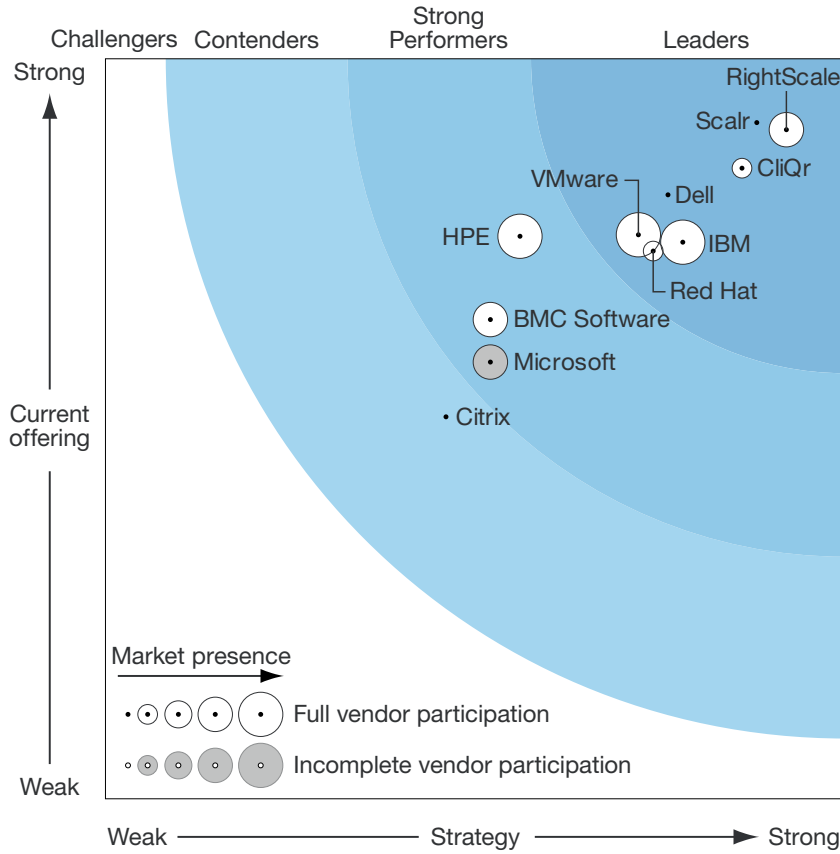 Challengers
Contenders
Strong
Performers
Leaders
Strong
RightScale
Scalr
CliQr
VMware
Dell
HPE
IBM
Red Hat
BMC Software
Microsoft
Current
offering
Citrix
Market presence
Full vendor participation
Incomplete vendor participation
Weak
Weak
Strategy
Strong